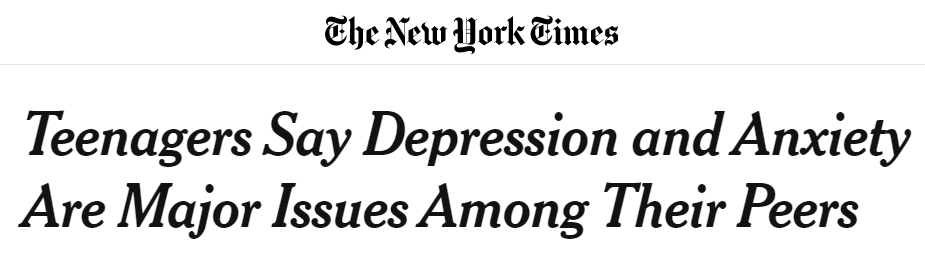 The New York Times
Teenagers Say Depression and Anxiety
Are Major Issues Among Their Peers